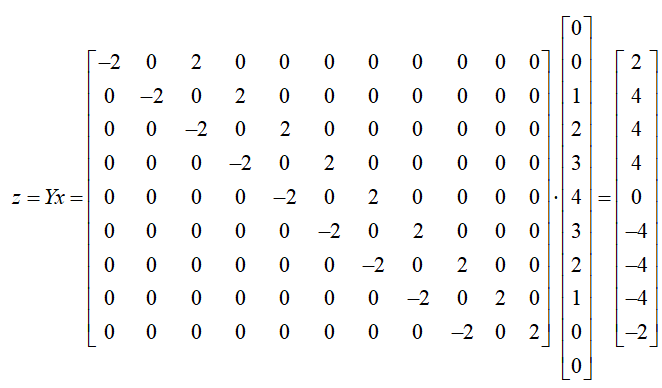 0
−2 0 2 0 0 0 0 0 0 0 0 0 2
0 −2 0 2 0 0 0 0 0 0 0 1 4
0 0 −2 0 2 0 0 0 0 0 0 2 4
0 0 0 −2 0 2 0 0 0 0 0 3 4
z = Yx = 0 0 0 0 −2 0 2 0 0 0 0 · 4 = 0
0 0 0 0 0 −2 0 2 0 0 0 3 −4
0 0 0 0 0 0 −2 0 2 0 0 2 −4
0 0 0 0 0 0 0 −2 0 2 0 1 −4
0 0 0 0 0 0 0 0 −2 0 2 0 −2
0